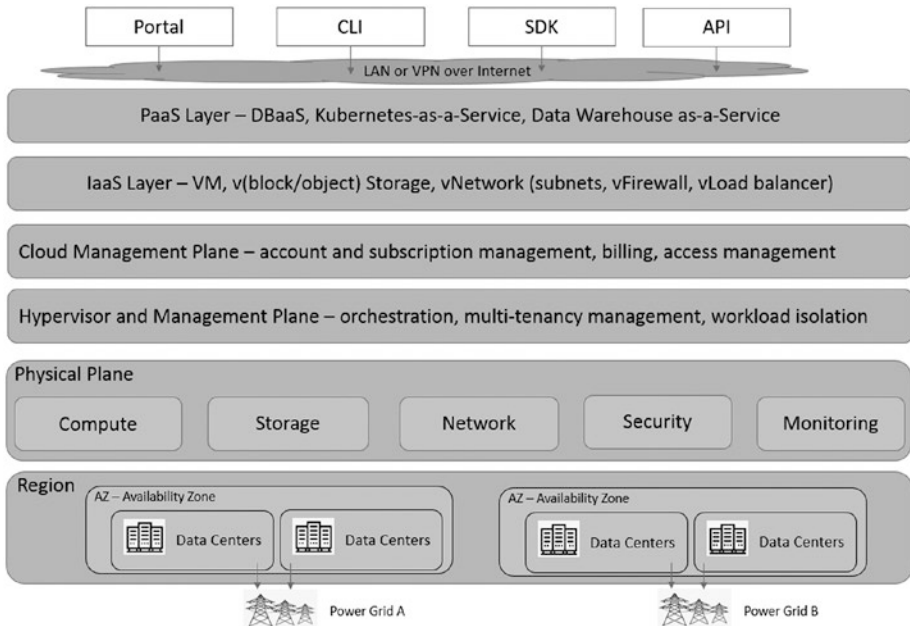 Portal
CLI
SDK
API
LAN or VPN over Internet
PaaS Layer – DBaaS, Kubernetes-as-a-Service, Data Warehouse as-a-Service
IaaS Layer – VM, v(block/object) Storage, vNetwork (subnets, vFirewall, vLoad balancer)
Cloud Management Plane – account and subscription management, billing, access management
Hypervisor and Management Plane – orchestration, multi-tenancy management, workload isolation
Physical Plane
Compute
Storage
Network
Security
Monitoring
Region
AZ – Availability Zone
AZ – Availability Zone
Data Centers
Data Centers
Data Centers
Data Centers
Power Grid A
Power Grid B